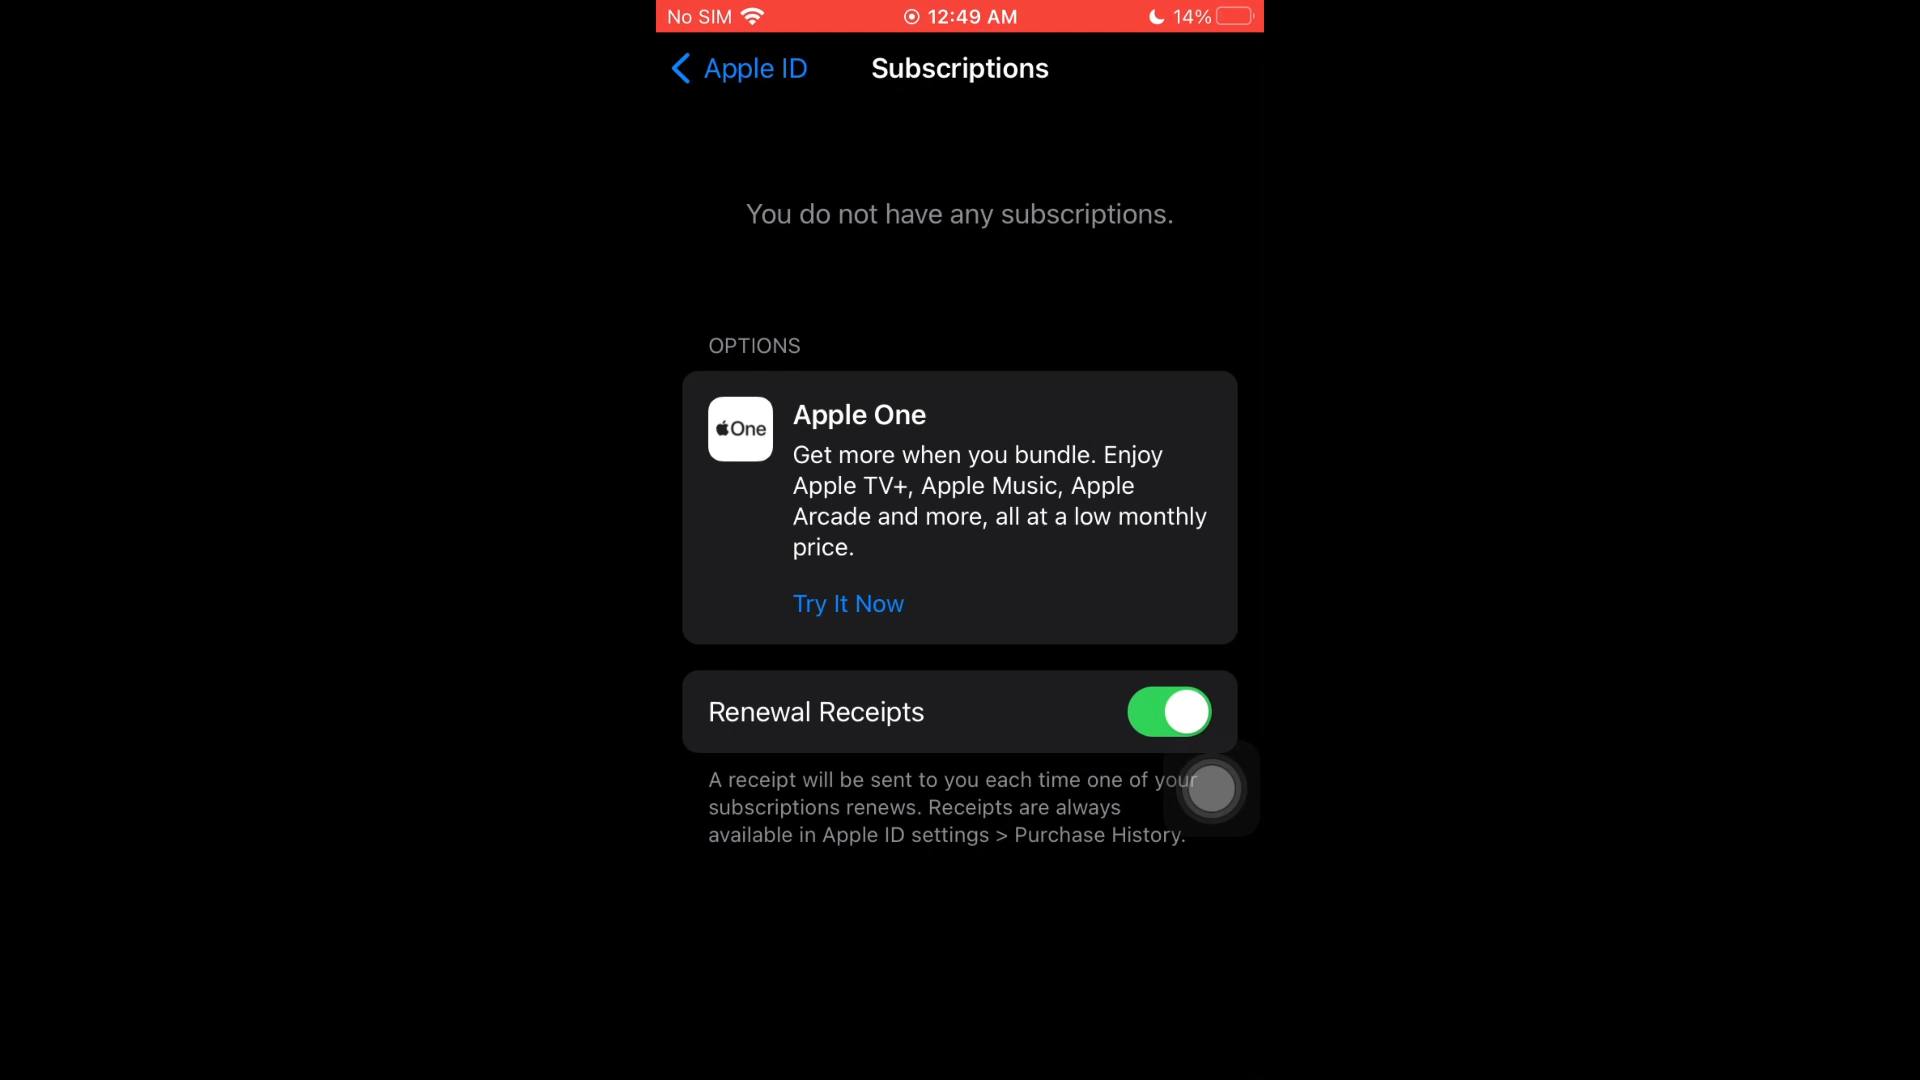 No SIM 12:49 AM 14%
Apple ID Subscriptions
You do not have any subscriptions.
OPTIONS
One
Apple One
Get more when you bundle. Enjoy
Apple TV+, Apple Music, Apple
Arcade and more, all at a low monthly
price.
Try It Now
Renewal Receipts
A receipt will be sent to you each time one of your
subscriptions renews. Receipts are always
available in Apple ID settings > Purchase History.